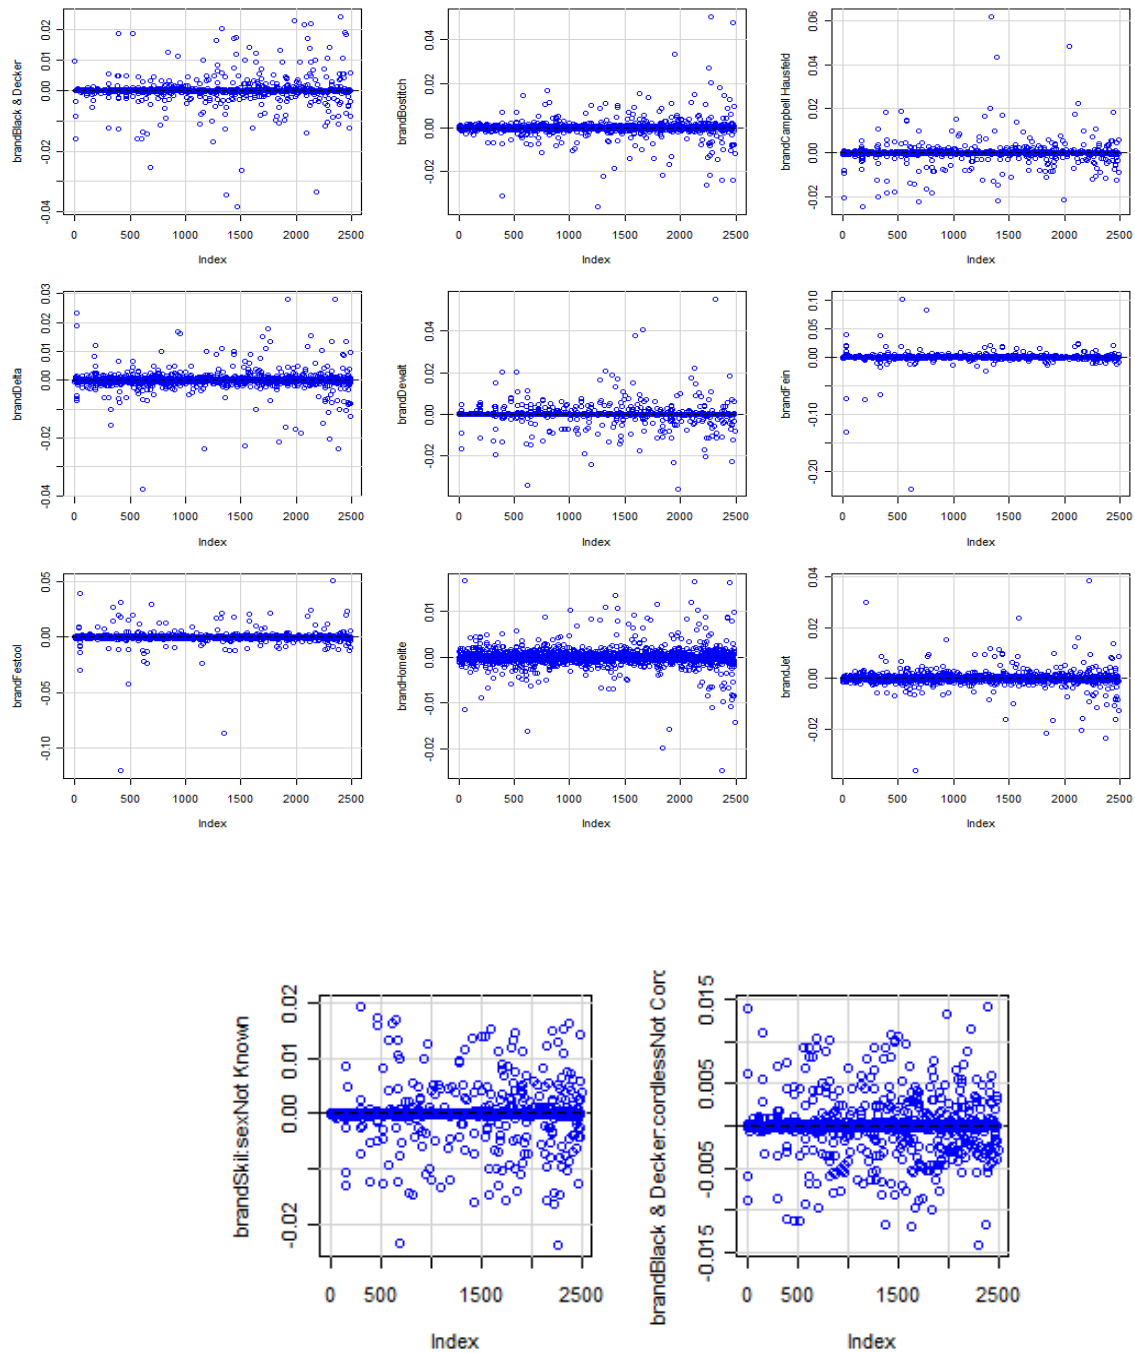 brandBlack & Decker
0.02
0.01
0.00
-0.02
-0.04
0 500 1000 1500 2000 2500
Index
brandBostitch
0.04
0.02
0.00
-0.02
0 500 1000 1500 2000 2500
Index
brandCampbell Hausfeld
0.06
0.04
0.02
0.00
-0.02
0 500 1000 1500 2000 2500
Index
brandDelta
0.03
0.02
0.01
0.00
-0.02
-0.04
0 500 1000 1500 2000 2500
Index
brandDewalt
0.04
0.02
0.00
-0.02
0 500 1000 1500 2000 2500
Index
brandFein
0.10
0.05
0.00
-0.10
-0.20
0 500 1000 1500 2000 2500
Index
brandFestool
0.05
0.00
-0.05
-0.10
0 500 1000 1500 2000 2500
Index
brandHomelite
0.01
0.00
-0.01
-0.02
0 500 1000 1500 2000 2500
Index
brandJet
0.04
0.02
0.00
-0.02
0 500 1000 1500 2000 2500
Index
brandSkil:sexNot Known
0.02
0.01
0.00
-0.02
0 500 1500 2500
Index
brandBlack & Decker:cordlessNot Corc
0.015
0.005
-0.005
-0.015
0 500 1500 2500
Index